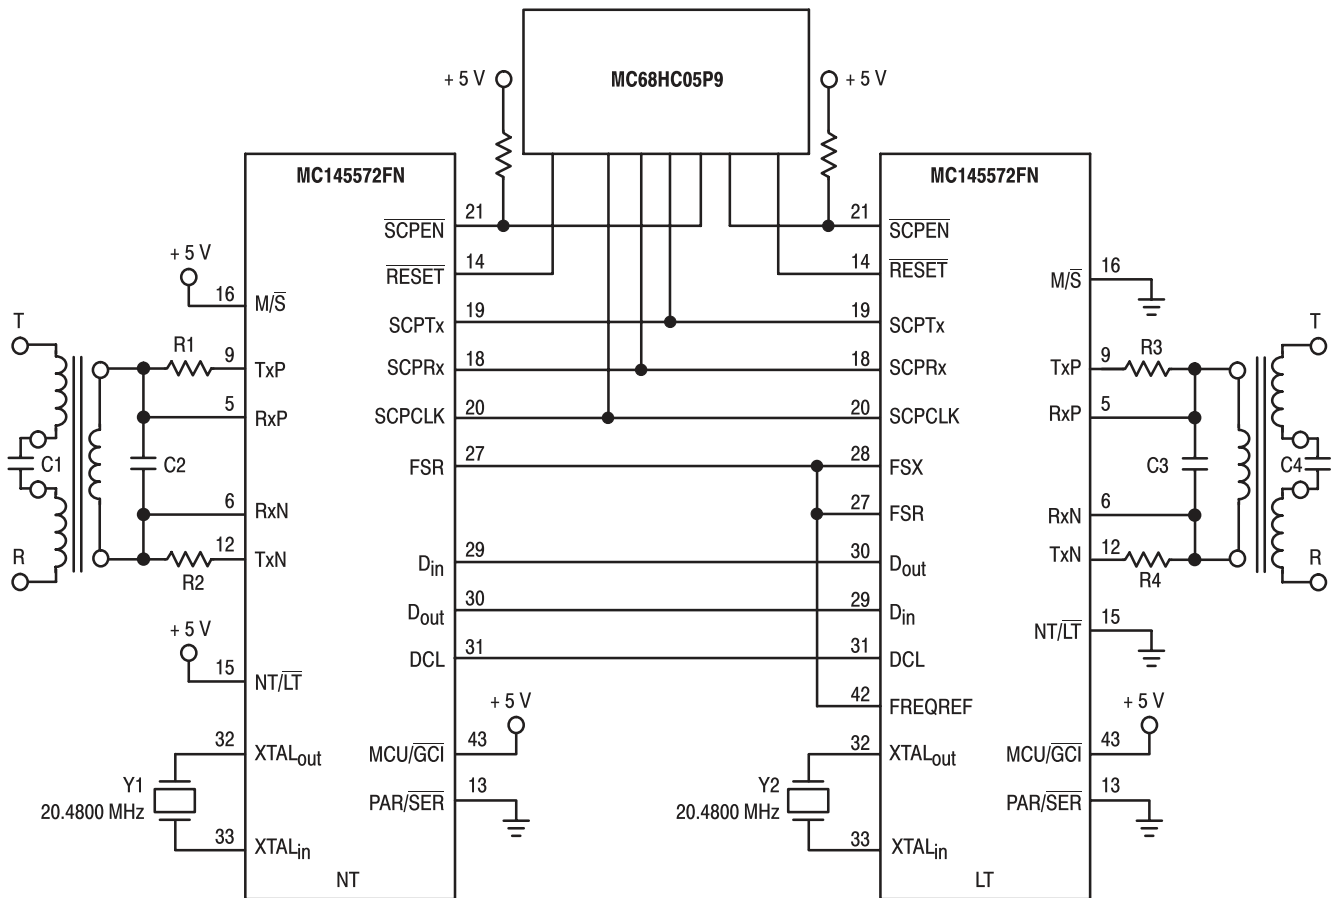 MC68HC05P9
+ 5 V
+ 5 V
MC145572FN
21
SCPEN
14
RESET
19
SCPTx
18
SCPRx
20
SCPCLK
27
FSR
29
Din
30
Dout
31
DCL
+ 5 V
43
MCU/GCI
13
PAR/SER
NT
+ 5 V
16
M/S
T
R1
9
TxP
5
RxP
C1
C2
6
RxN
12
TxN
R
R2
+ 5 V
15
NT/LT
32
XTALout
Y1
20.4800 MHz
33
XTALin
MC145572FN
21
SCPEN
14
RESET
19
SCPTx
18
SCPRx
20
SCPCLK
28
FSX
27
FSR
30
Dout
29
Din
31
DCL
42
FREQREF
32
XTALout
Y2
20.4800 MHz
33
XTALin
16
M/S
T
9
R3
TxP
5
RxP
C3
C4
6
RxN
12
TxN
R4
R
15
NT/LT
+ 5 V
43
MCU/GCI
13
PAR/SER
LT